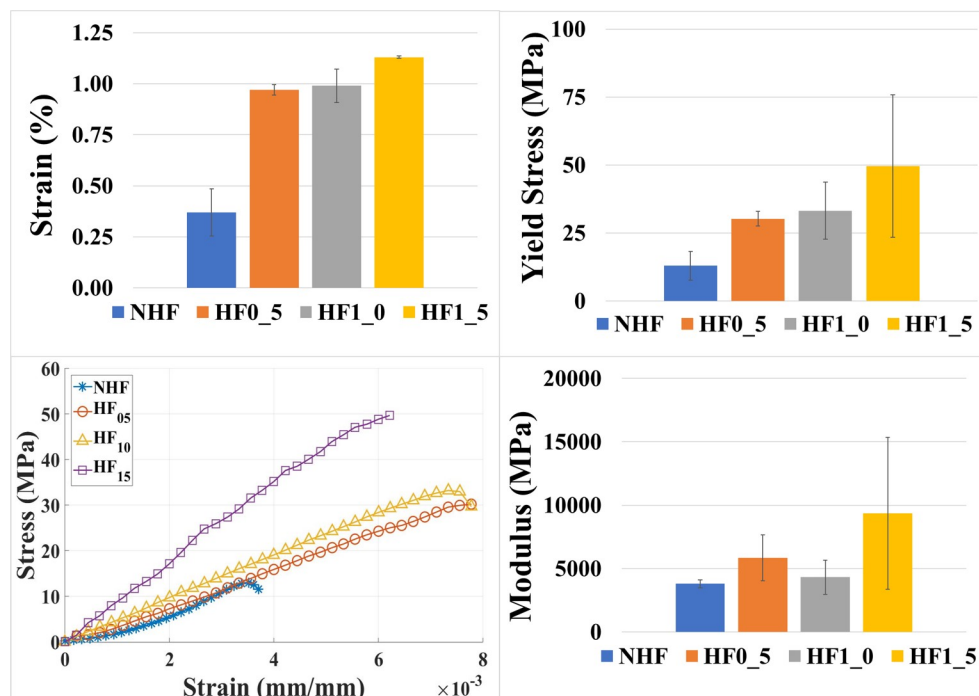 Strain (%)
1.25
1.00
0.75
0.50
0.25
0.00
NHF HF0_5 HF1_0 HF1_5
Yield Stress (MPa)
100
75
50
25
0
NHF HF0_5 HF1_0 HF1_5
Stress (MPa)
60
50
40
30
20
10
0
NHF
HF05
HF10
HF15
0 2 4 6 8
Strain (mm/mm) ×10-3
Modulus (MPa)
20000
15000
10000
5000
0
NHF HF0_5 HF1_0 HF1_5